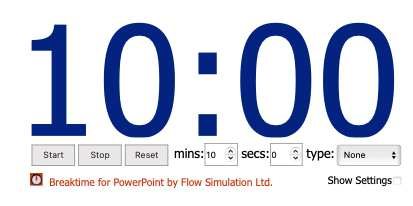 10:00
Start Stop Reset mins: 10 secs: 0 type: None
Breaktime for PowerPoint by Flow Simulation Ltd. Show Settings